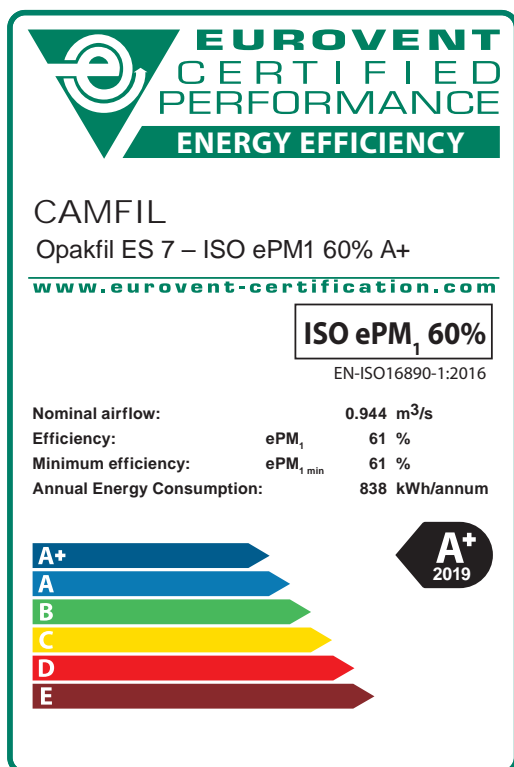 EUROVENT
CERTIFIED
PERFORMANCE
ENERGY EFFICIENCY
CAMFIL
Opakfil ES 7 – ISO ePM1 60% A+
www.eurovent-certification.com
ISO ePM₁ 60%
EN-ISO16890-1:2016
Nominal airflow: 0.944 m³/s
Efficiency: ePM₁ 61 %
Minimum efficiency: ePM₁ min 61 %
Annual Energy Consumption: 838 kWh/annum
A+
2019
A+
A
B
C
D
E